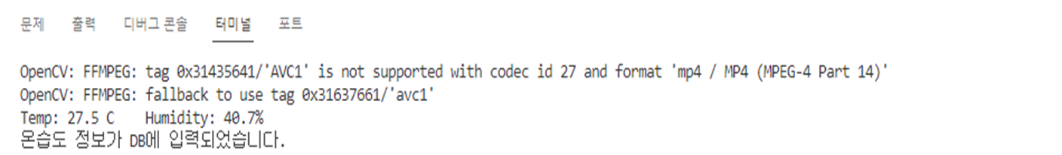 문제 출력 디버그 콘솔 터미널 포트
OpenCV: FFMPEG: tag 0x31435641/'AVC1' is not supported with codec id 27 and format 'mp4 / MP4 (MPEG-4 Part 14)'
OpenCV: FFMPEG: fallback to use tag 0x31637661/'avc1'
Temp: 27.5 C Humidity: 40.7%
온습도 정보가 DB에 입력되었습니다.